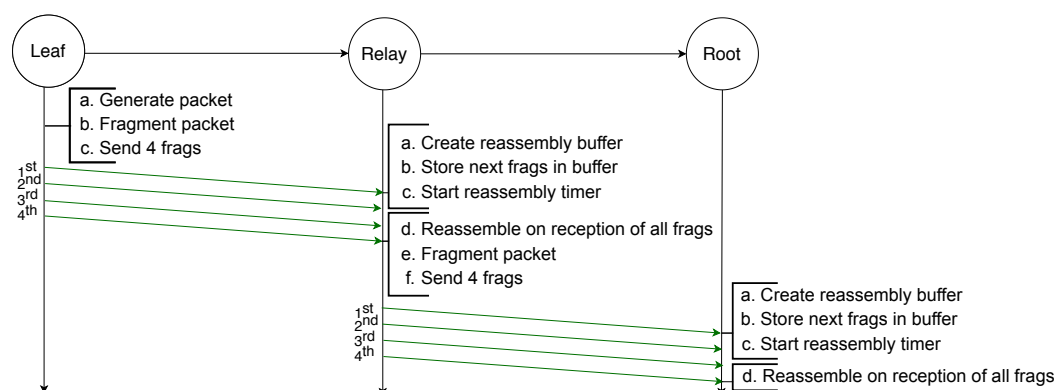 Leaf
Relay
Root
a. Generate packet
b. Fragment packet
c. Send 4 frags
a. Create reassembly buffer
b. Store next frags in buffer
c. Start reassembly timer
1st
2nd
3rd
4th
d. Reassemble on reception of all frags
e. Fragment packet
f. Send 4 frags
a. Create reassembly buffer
b. Store next frags in buffer
c. Start reassembly timer
1st
2nd
3rd
4th
d. Reassemble on reception of all frags